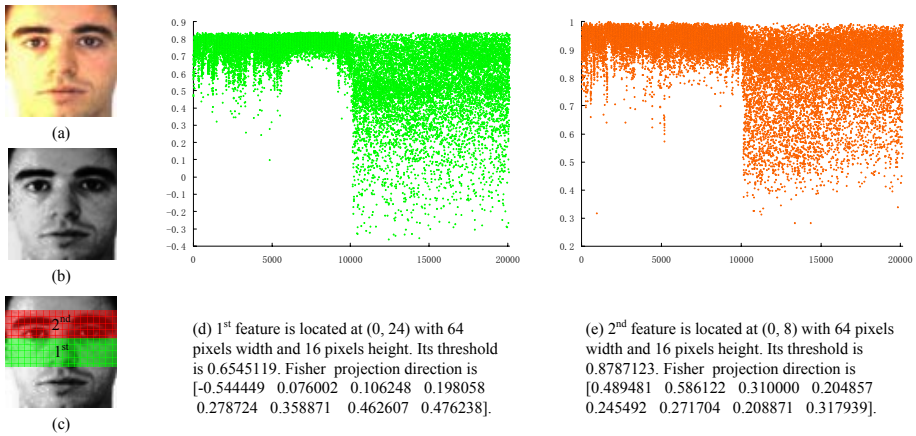 (a)
(b)
2nd
1st
(c)
0.9
0.8
0.7
0.6
0.5
0.4
0.3
0.2
0.1
0
-0.1
-0.2
-0.3
-0.4
0 5000 10000 15000 20000
(d) 1st feature is located at (0, 24) with 64
pixels width and 16 pixels height. Its threshold
is 0.6545119. Fisher projection direction is
[-0.544449 0.076002 0.106248 0.198058
0.278724 0.358871 0.462607 0.476238].
1
0.9
0.8
0.7
0.6
0.5
0.4
0.3
0.2
0 5000 10000 15000 20000
(e) 2nd feature is located at (0, 8) with 64 pixels
width and 16 pixels height. Its threshold is
0.8787123. Fisher projection direction is
[0.489481 0.586122 0.310000 0.204857
0.245492 0.271704 0.208871 0.317939].